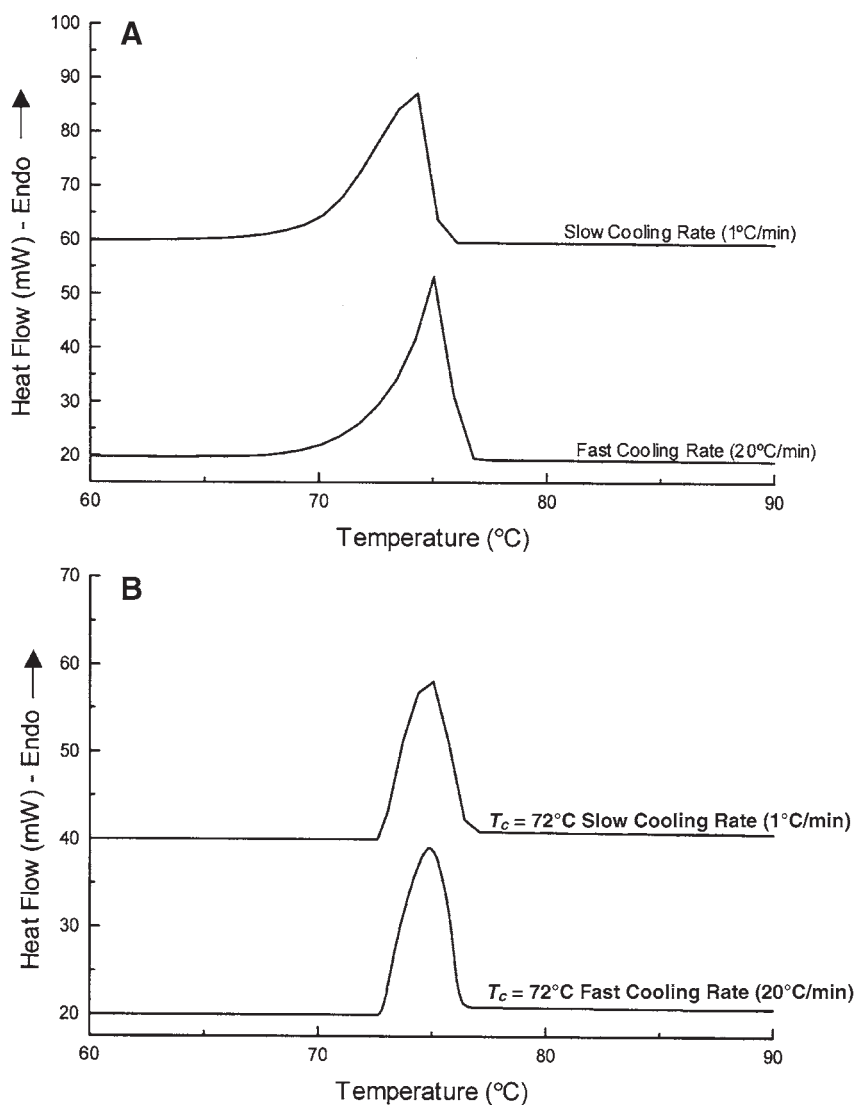 A
100
90
80
70
60
50
40
30
20
Heat Flow (mW) - Endo
Slow Cooling Rate (1ºC/min)
Fast Cooling Rate (20ºC/min)
60
70
80
90
Temperature (ºC)
B
70
60
50
40
30
20
Heat Flow (mW) - Endo
Tc = 72°C Slow Cooling Rate (1°C/min)
Tc = 72°C Fast Cooling Rate (20°C/min)
60
70
80
90
Temperature (ºC)